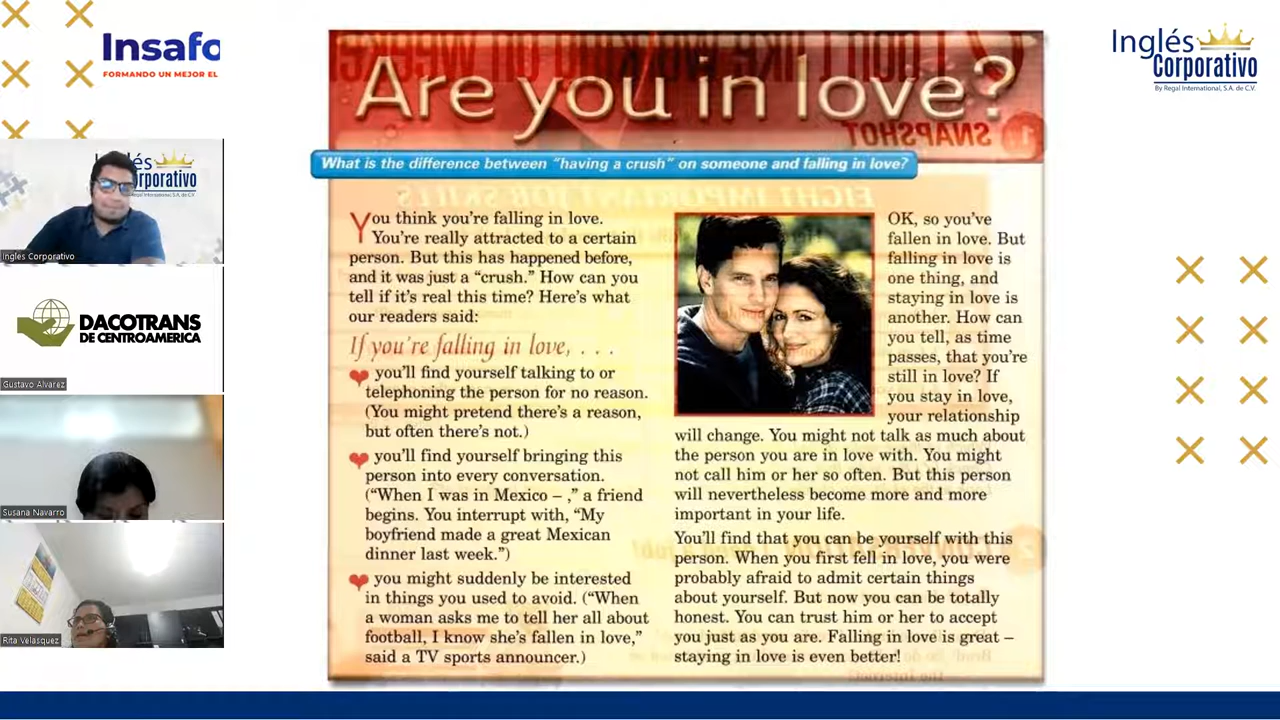 Insafo
FORMANDO UN MEJOR EL
Inglés
Corporativo
By Regal International, S.A. de C.V.
és
orporativo
Ingles Corporativo
DACOTRANS
DE CENTROAMERICA
Gustavo Alvarez
Susana Navarro
Rita Velasquez
Are you in love?
SNAPSHOT
What is the difference between "having a crush" on someone and falling in love?
You think you're falling in love.
You're really attracted to a certain
person. But this has happened before,
and it was just a "crush." How can you
tell if it's real this time? Here's what
our readers said:
If you're falling in love, . . .
you'll find yourself talking to or
telephoning the person for no reason.
(You might pretend there's a reason,
but often there's not.)
you'll find yourself bringing this
person into every conversation.
("When I was in Mexico – ," a friend
begins. You interrupt with, "My
boyfriend made a great Mexican
dinner last week.")
you might suddenly be interested
in things you used to avoid. ("When
a woman asks me to tell her all about
football, I know she's fallen in love,"
said a TV sports announcer.)
OK, so you've
fallen in love. But
falling in love is
one thing, and
staying in love is
another. How can
you tell, as time
passes, that you're
still in love? If
you stay in love,
your relationship
will change. You might not talk as much about
the person you are in love with. You might
not call him or her so often. But this person
will nevertheless become more and more
important in your life.
You'll find that you can be yourself with this
person. When you first fell in love, you were
probably afraid to admit certain things
about yourself. But now you can be totally
honest. You can trust him or her to accept
you just as you are. Falling in love is great –
staying in love is even better!